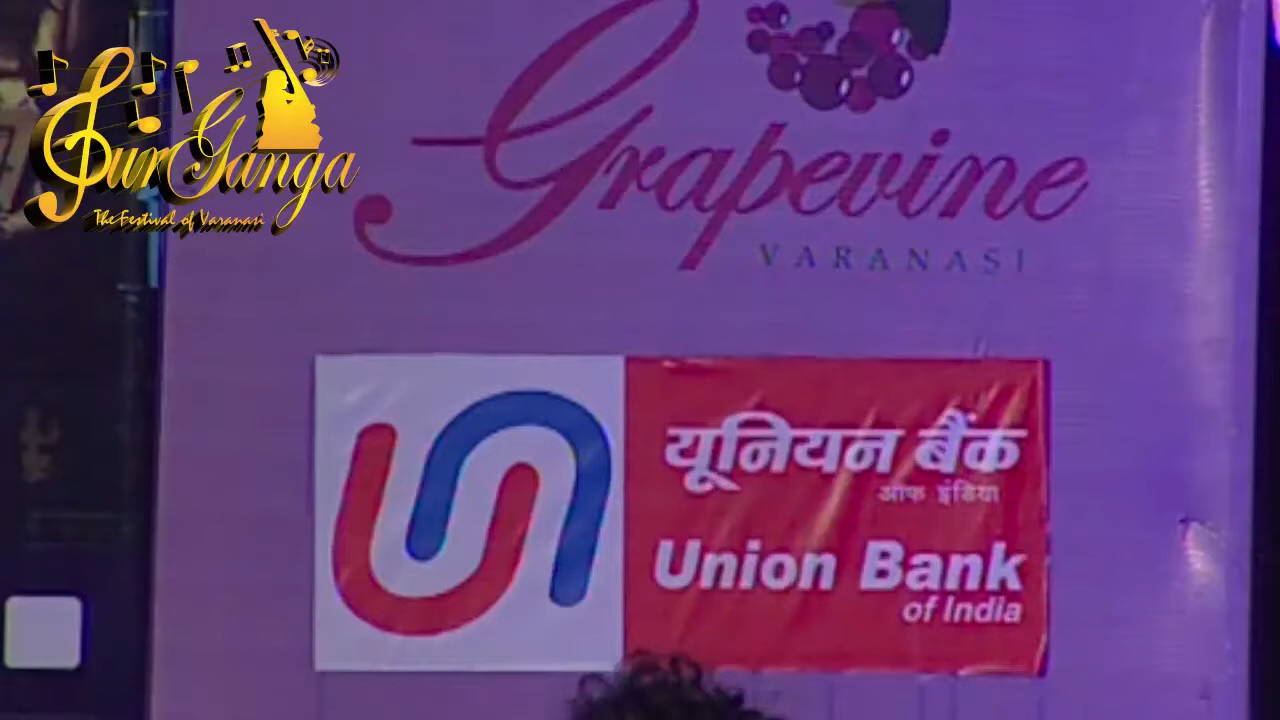 SurGanga
The Festival of Varanasi
Grapevine
VARANASI
यूनियन बैंक
ऑफ इंडिया
Union Bank
of India